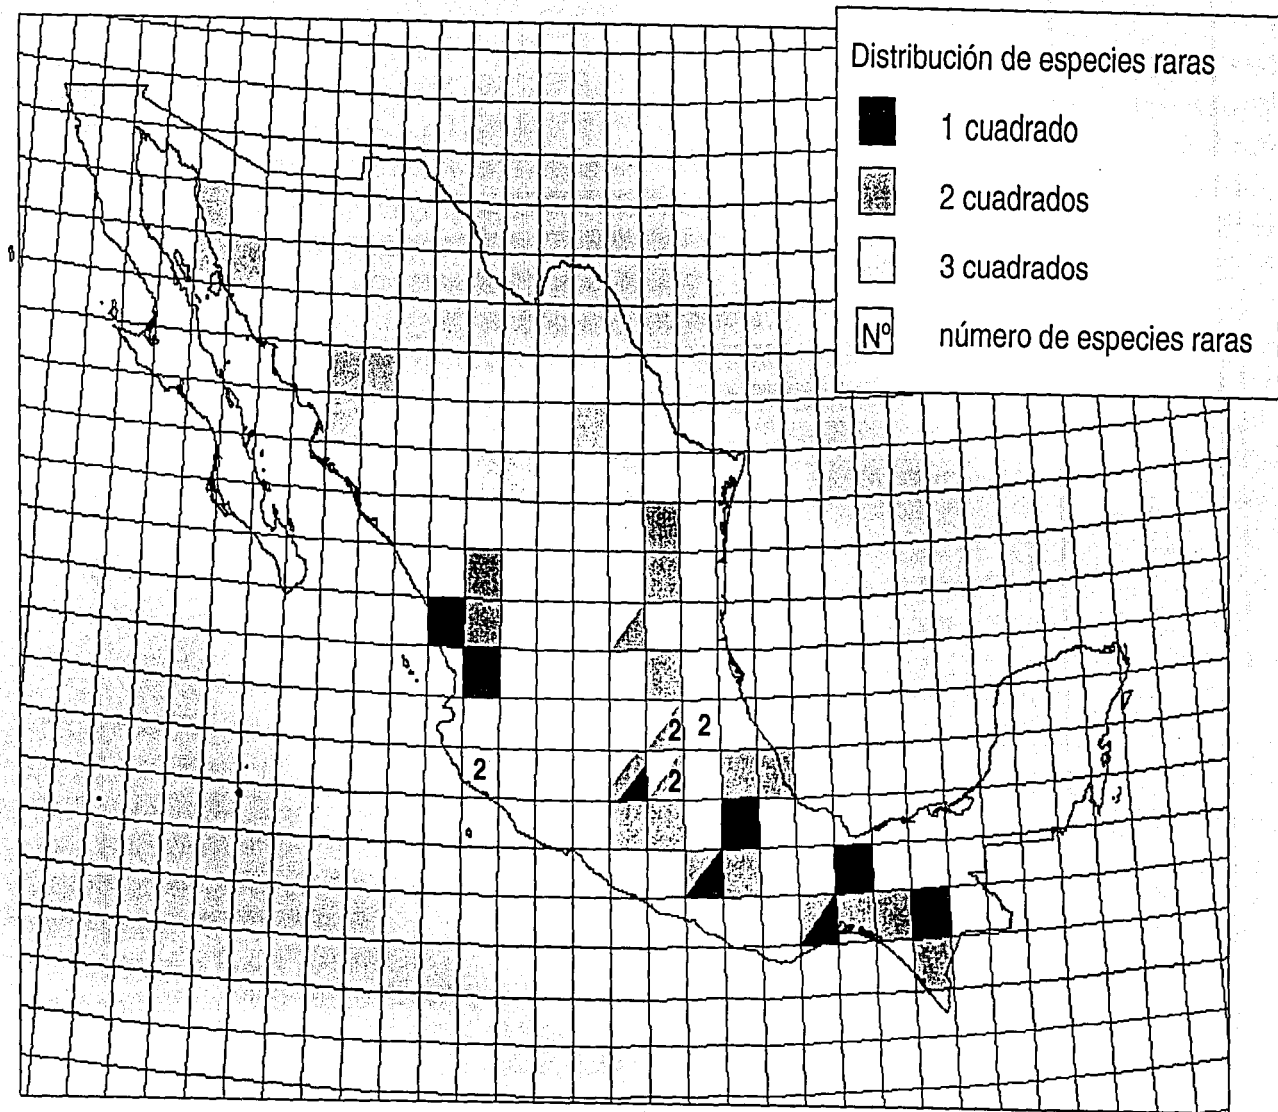 Distribución de especies raras
1 cuadrado
2 cuadrados
3 cuadrados
Nº número de especies raras
2 2
2 2